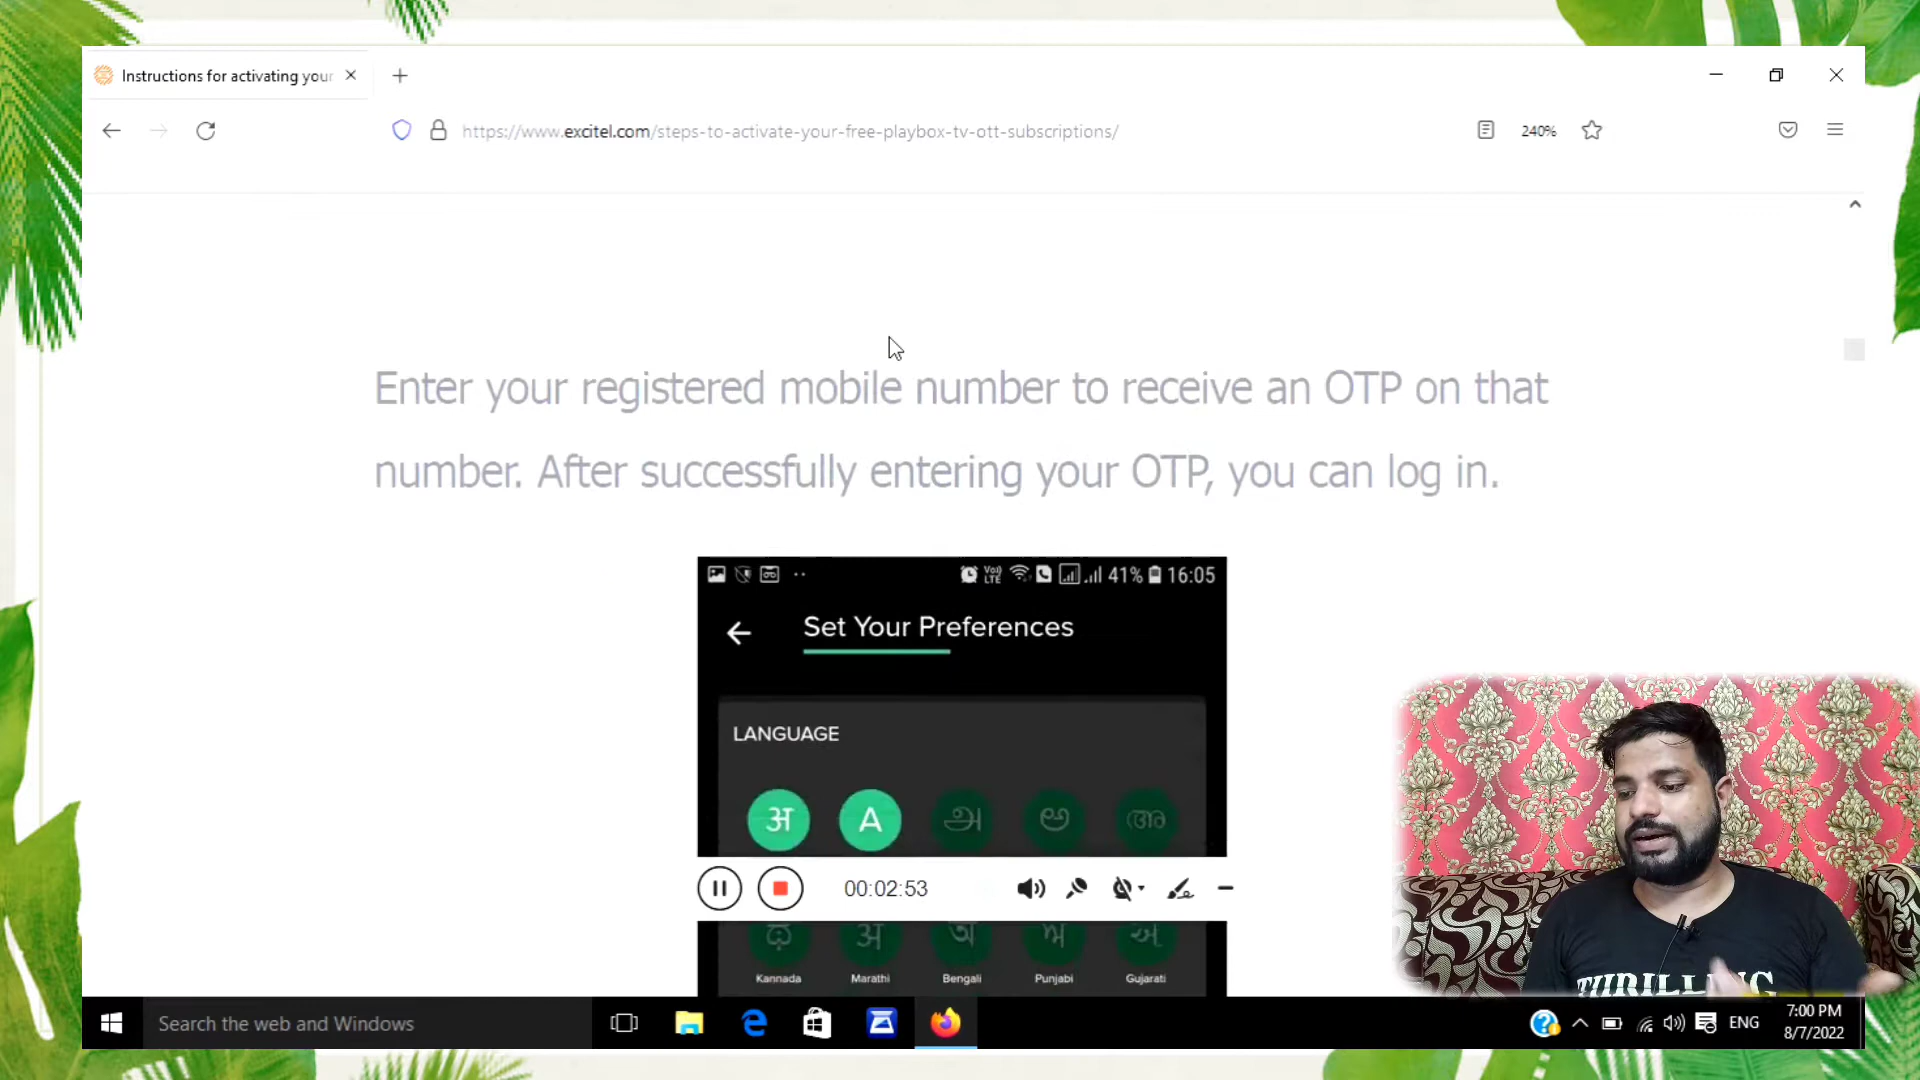 Instructions for activating your
https://www.excitel.com/steps-to-activate-your-free-playbox-tv-ott-subscriptions/
240%
Enter your registered mobile number to receive an OTP on that
number. After successfully entering your OTP, you can log in.
Vo))
LTE
41%
16:05
Set Your Preferences
LANGUAGE
अ A அ అ അ
00:02:53
ಢ अ অ ਅ અ
Kannada Marathi Bengali Punjabi Gujarati
THRILLING
Search the web and Windows
ENG
7:00 PM
8/7/2022